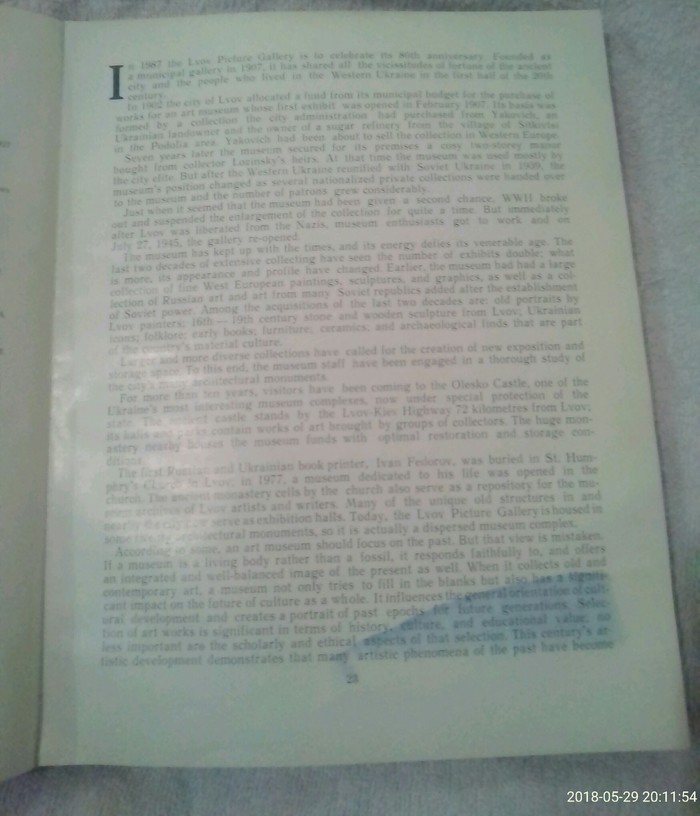 In 1987 the Lvov Picture Gallery is to celebrate its 80th anniversary. Founded as
a municipal gallery in 1907, it has shared all the vicissitudes of fortune of the ancient
city and the people who lived in the Western Ukraine in the first half of the 20th
century.
In 1902 the city of Lvov allocated a fund from its municipal budget for the purchase of
works for an art museum whose first exhibit was opened in February 1907. Its basis was
formed by a collection the city administration had purchased from Yakovich, an
Ukrainian landowner and the owner of a sugar refinery from the village of Sitkivtsi
in the Podolia area. Yakovich had been about to sell the collection in Western Europe.
Seven years later the museum secured for its premises a cosy two-storey manor
bought from collector Lozinsky's heirs. At that time the museum was used mostly by
the city elite. But after the Western Ukraine reunified with Soviet Ukraine in 1939, the
museum's position changed as several nationalized private collections were handed over
to the museum and the number of patrons grew considerably.
Just when it seemed that the museum had been given a second chance, WWII broke
out and suspended the enlargement of the collection for quite a time. But immediately
after Lvov was liberated from the Nazis, museum enthusiasts got to work and on
July 27, 1945, the gallery re-opened.
The museum has kept up with the times, and its energy defies its venerable age. The
last two decades of extensive collecting have seen the number of exhibits double; what
is more, its appearance and profile have changed. Earlier, the museum had had a large
collection of fine West European paintings, sculptures, and graphics, as well as a col-
lection of Russian art and art from many Soviet republics added after the establishment
of Soviet power. Among the acquisitions of the last two decades are: old portraits by
Lvov painters; 16th — 19th century stone and wooden sculpture from Lvov; Ukrainian
icons; folklore; early books; furniture; ceramics, and archaeological finds that are part
of the country's material culture.
Larger and more diverse collections have called for the creation of new exposition and
storage space. To this end, the museum staff have been engaged in a thorough study of
the city's many architectural monuments.
For more than ten years, visitors have been coming to the Olesko Castle, one of the
Ukraine's most interesting museum complexes, now under special protection of the
state. The ancient castle stands by the Lvov-Kiev Highway 72 kilometres from Lvov;
its halls and parks contain works of art brought by groups of collectors. The huge mon-
astery nearby houses the museum funds with optimal restoration and storage con-
ditions.
The first Russian and Ukrainian book printer, Ivan Fedorov, was buried in St. Hum-
phry's Church in Lvov; in 1977, a museum dedicated to his life was opened in the
church. The ancient monastery cells by the church also serve as a repository for the mu-
seum archives of Lvov artists and writers. Many of the unique old structures in and
nearby the city now serve as exhibition halls. Today, the Lvov Picture Gallery is housed in
some architectural monuments, so it is actually a dispersed museum complex.
According to some, an art museum should focus on the past. But that view is mistaken.
If a museum is a living body rather than a fossil, it responds faithfully to, and offers
an integrated and well-balanced image of the present as well. When it collects old and
contemporary art, a museum not only tries to fill in the blanks but also has a signifi-
cant impact on the future of culture as a whole. It influences the general orientation of cult-
ural development and creates a portrait of past epochs for future generations. Selec-
tion of art works is significant in terms of history, culture, and educational value; no
less important are the scholarly and ethical aspects of that selection. This century's ar-
tistic development demonstrates that many artistic phenomena of the past have become
25
2018-05-29 20:11:54